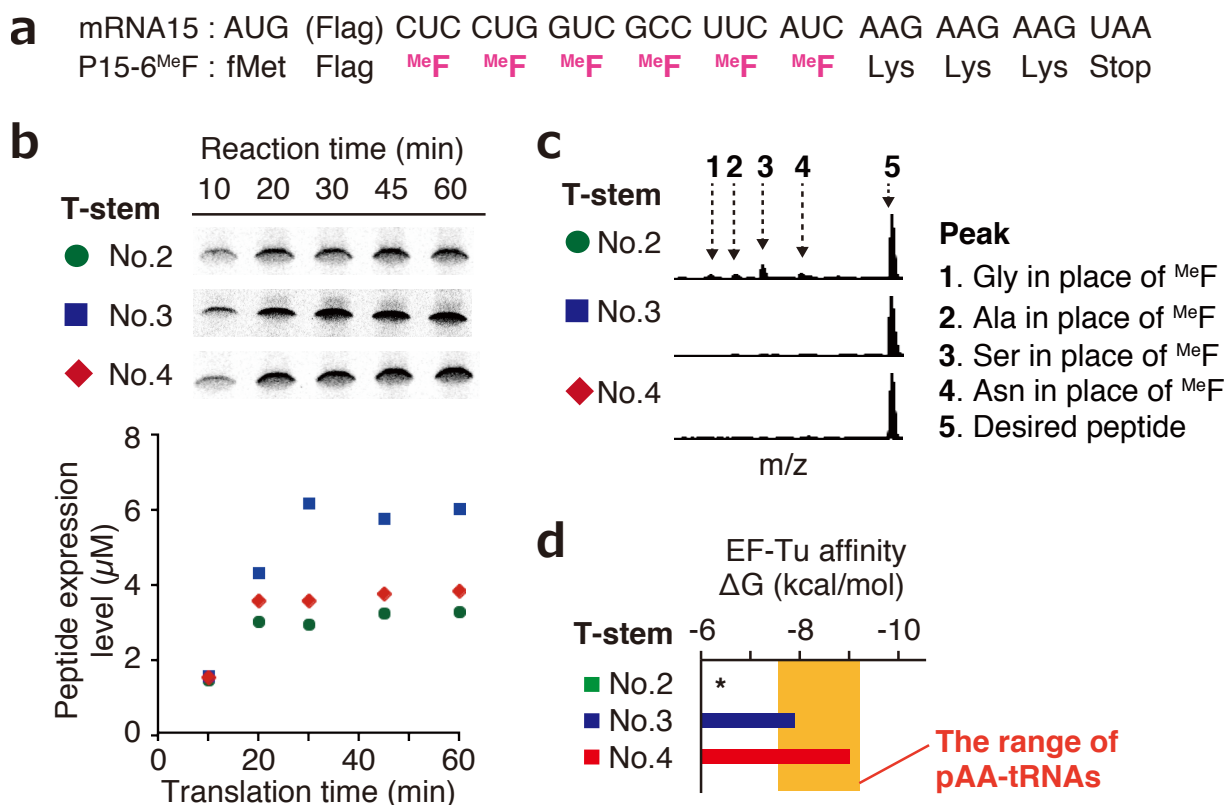 a
mRNA15 : AUG (Flag) CUC CUG GUC GCC UUC AUC AAG AAG AAG UAA
P15-6MeF : fMet Flag MeF MeF MeF MeF MeF MeF Lys Lys Lys Stop
b
Reaction time (min)
T-stem 10 20 30 45 60
No.2
No.3
No.4
Peptide expression
level (µM)
8
6
4
2
0
0 10 20 30 40 50 60
Translation time (min)
c
T-stem
1 2 3 4 5
No.2
No.3
No.4
m/z
Peak
1. Gly in place of MeF
2. Ala in place of MeF
3. Ser in place of MeF
4. Asn in place of MeF
5. Desired peptide
d
EF-Tu affinity
ΔG (kcal/mol)
T-stem -6 -8 -10
No.2 *
No.3
No.4
The range of
pAA-tRNAs